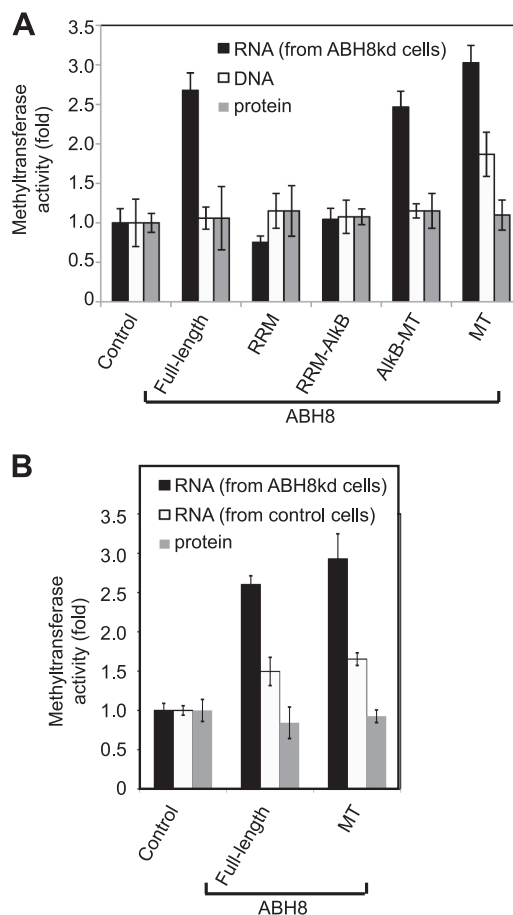 A
RNA (from ABH8kd cells)
DNA
protein
Methyltransferase
activity (fold)
3.5
3.0
2.5
2.0
1.5
1.0
0.5
0.0
Control
Full-length
RRM
RRM-AlkB
AlkB-MT
MT
ABH8
B
RNA (from ABH8kd cells)
RNA (from control cells)
protein
Methyltransferase
activity (fold)
3.5
3.0
2.5
2.0
1.5
1.0
0.5
0
Control
Full-length
MT
ABH8